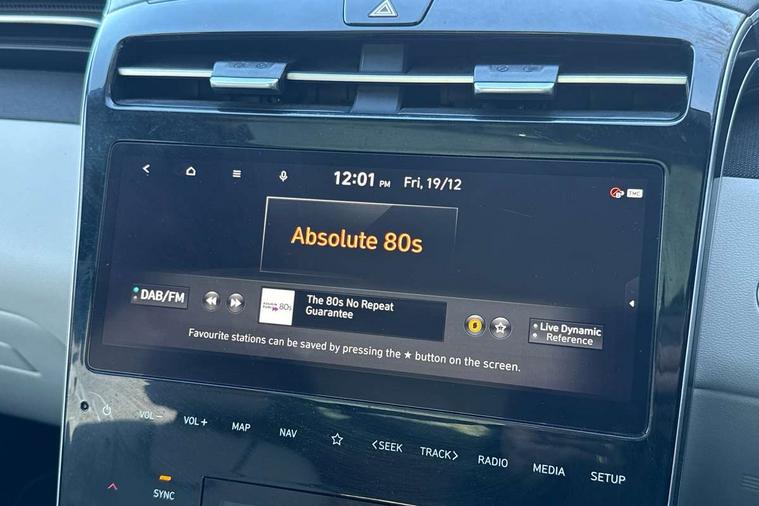 12:01 PM Fri, 19/12
TMC
Absolute 80s
DAB/FM
80s
The 80s No Repeat
Guarantee
Live Dynamic
Reference
Favourite stations can be saved by pressing the ★ button on the screen.
VOL− VOL+ MAP NAV ☆ <SEEK TRACK> RADIO MEDIA SETUP
SYNC